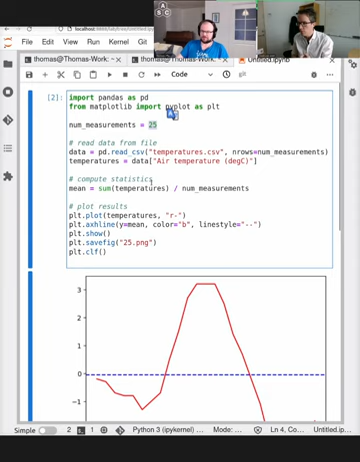 localhost:8888/lab/tree/Untitled.ipynb
File Edit View Run Kernel Git
thomas@Thomas-Work: thomas@Thomas-Work: Untitled.ipynb
Code
[2]: import pandas as pd
from matplotlib import pyplot as plt
num_measurements = 25
# read data from file
data = pd.read_csv("temperatures.csv", nrows=num_measurements)
temperatures = data["Air temperature (degC)"]
# compute statistics
mean = sum(temperatures) / num_measurements
# plot results
plt.plot(temperatures, "r-")
plt.axhline(y=mean, color="b", linestyle="--")
plt.show()
plt.savefig("25.png")
plt.clf()
3
2
1
0
−1
Simple 2 1 Python 3 (ipykernel) ... Mode: ... Ln 4, Co...